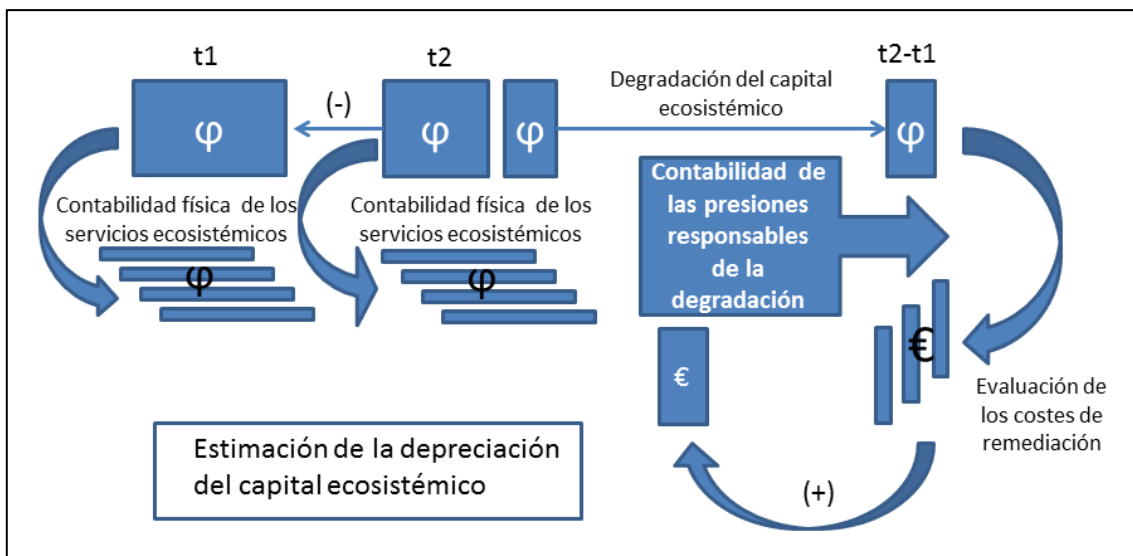 t1
t2
t2-t1
(-)
Degradación del capital
ecosistémico
φ
φ
φ
φ
Contabilidad física de los
servicios ecosistémicos
φ
Contabilidad física de los
servicios ecosistémicos
φ
Contabilidad de
las presiones
responsables
de la
degradación
€
€
Evaluación de
los costes de
remediación
(+)
Estimación de la depreciación
del capital ecosistémico